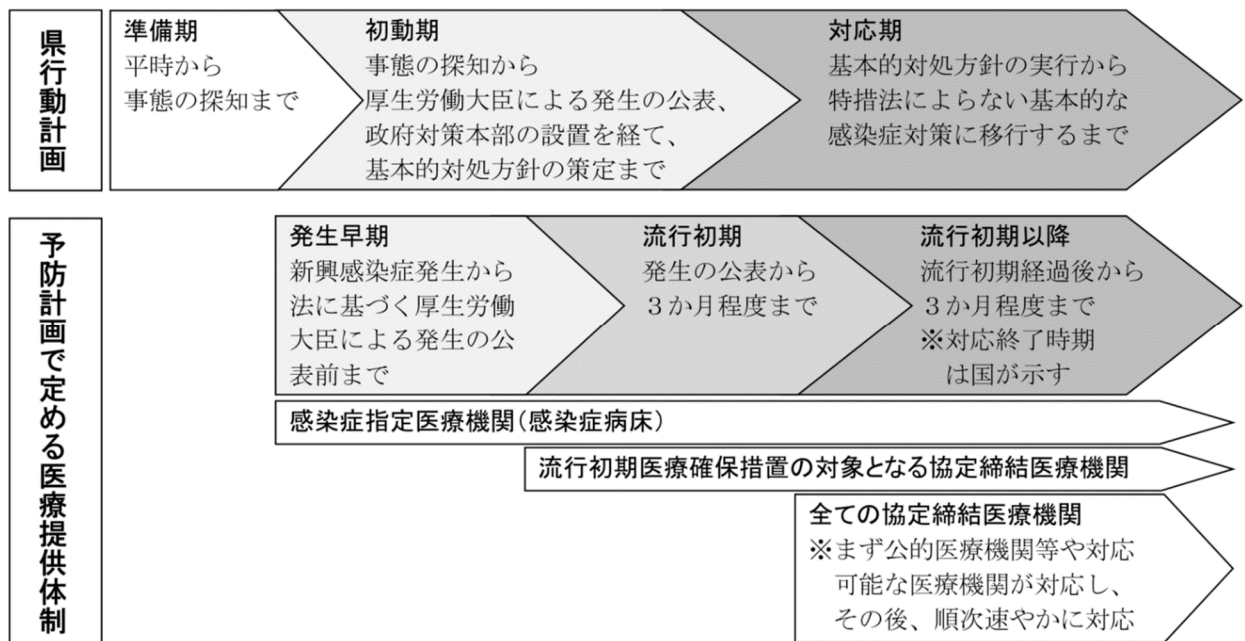 県行動計画
準備期
平時から
事態の探知まで
初動期
事態の探知から
厚生労働大臣による発生の公表、
政府対策本部の設置を経て、
基本的対処方針の策定まで
対応期
基本的対処方針の実行から
特措法によらない基本的な
感染症対策に移行するまで
予防計画で定める医療提供体制
発生早期
新興感染症発生から
法に基づく厚生労働
大臣による発生の公
表前まで
流行初期
発生の公表から
３か月程度まで
流行初期以降
流行初期経過後から
３か月程度まで
※対応終了時期
は国が示す
感染症指定医療機関（感染症病床）
流行初期医療確保措置の対象となる協定締結医療機関
全ての協定締結医療機関
※まず公的医療機関等や対応
可能な医療機関が対応し、
その後、順次速やかに対応